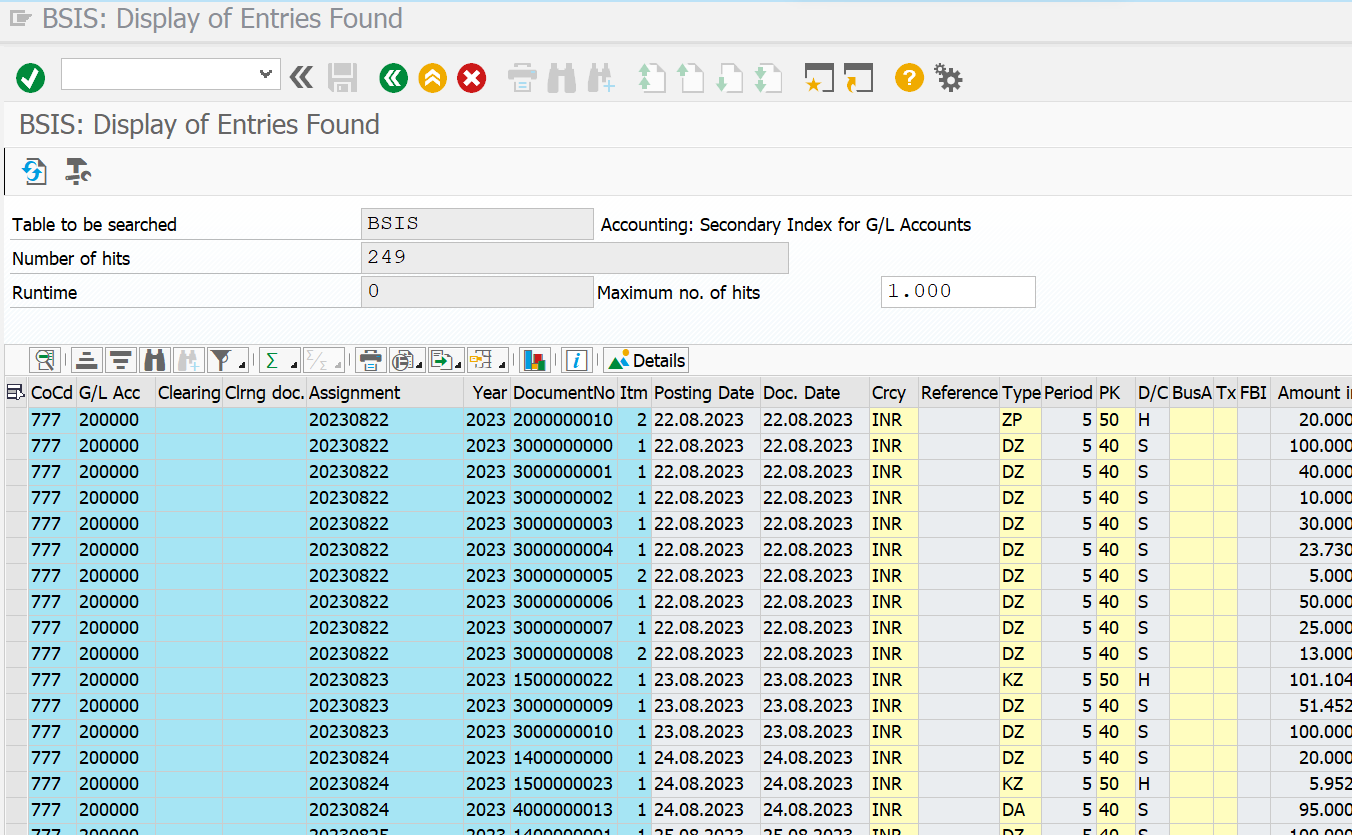 BSIS: Display of Entries Found
BSIS: Display of Entries Found
Table to be searched BSIS Accounting: Secondary Index for G/L Accounts
Number of hits 249
Runtime 0 Maximum no. of hits 1.000
Details
CoCd G/L Acc Clearing Clrng doc. Assignment Year DocumentNo Itm Posting Date Doc. Date Crcy Reference Type Period PK D/C BusA Tx FBI Amount in
777 200000 20230822 2023 2000000010 2 22.08.2023 22.08.2023 INR ZP 5 50 H 20.000
777 200000 20230822 2023 3000000000 1 22.08.2023 22.08.2023 INR DZ 5 40 S 100.000
777 200000 20230822 2023 3000000001 1 22.08.2023 22.08.2023 INR DZ 5 40 S 40.000
777 200000 20230822 2023 3000000002 1 22.08.2023 22.08.2023 INR DZ 5 40 S 10.000
777 200000 20230822 2023 3000000003 1 22.08.2023 22.08.2023 INR DZ 5 40 S 30.000
777 200000 20230822 2023 3000000004 1 22.08.2023 22.08.2023 INR DZ 5 40 S 23.730
777 200000 20230822 2023 3000000005 2 22.08.2023 22.08.2023 INR DZ 5 40 S 5.000
777 200000 20230822 2023 3000000006 1 22.08.2023 22.08.2023 INR DZ 5 40 S 50.000
777 200000 20230822 2023 3000000007 1 22.08.2023 22.08.2023 INR DZ 5 40 S 25.000
777 200000 20230822 2023 3000000008 2 22.08.2023 22.08.2023 INR DZ 5 40 S 13.000
777 200000 20230823 2023 1500000022 1 23.08.2023 23.08.2023 INR KZ 5 50 H 101.104
777 200000 20230823 2023 3000000009 1 23.08.2023 23.08.2023 INR DZ 5 40 S 51.452
777 200000 20230823 2023 3000000010 1 23.08.2023 23.08.2023 INR DZ 5 40 S 100.000
777 200000 20230824 2023 1400000000 1 24.08.2023 24.08.2023 INR DZ 5 40 S 20.000
777 200000 20230824 2023 1500000023 1 24.08.2023 24.08.2023 INR KZ 5 50 H 5.952
777 200000 20230824 2023 4000000013 1 24.08.2023 24.08.2023 INR DA 5 40 S 95.000
777 200000 20230825 2023 1400000001 1 25.08.2023 25.08.2023 INR DZ 5 40 S